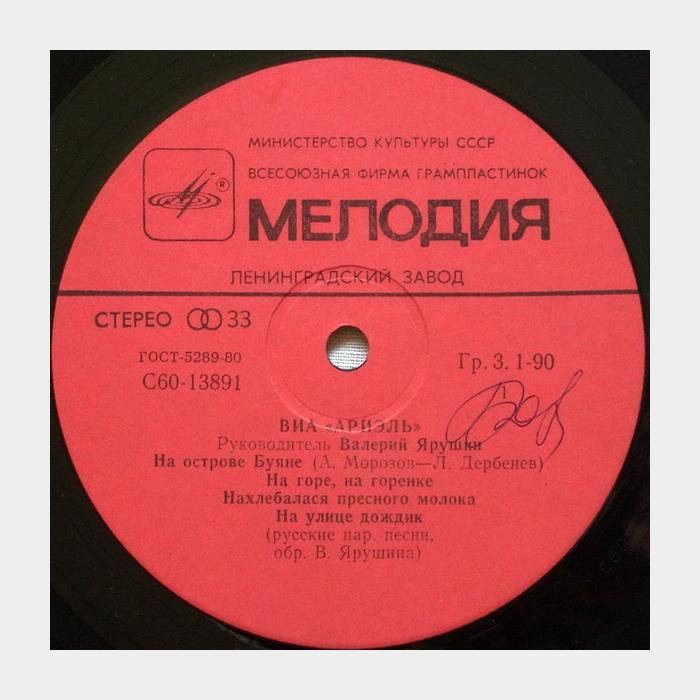 МИНИСТЕРСТВО КУЛЬТУРЫ СССР
ВСЕСОЮЗНАЯ ФИРМА ГРАМПЛАСТИНОК
®
МЕЛОДИЯ
ЛЕНИНГРАДСКИЙ ЗАВОД
СТЕРЕО 33
ГОСТ-5289-80
Гр. 3. 1-90
С60-13891
1
ВИА «АРИЭЛЬ»
Руководитель Валерий Ярушин
На острове Буяне (А. Морозов—Л. Дербенев)
На горе, на горенке
Нахлебалася пресного молока
На улице дождик
(русские нар. песни,
обр. В. Ярушина)